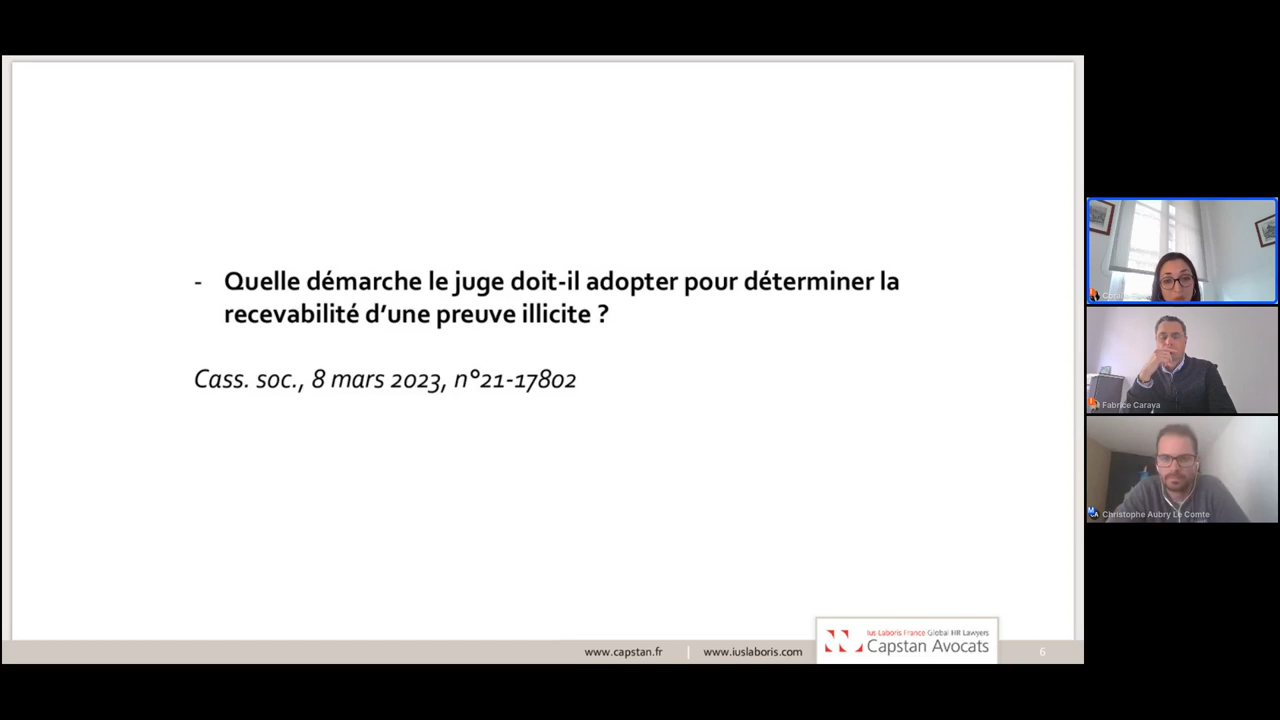 - Quelle démarche le juge doit-il adopter pour déterminer la
recevabilité d’une preuve illicite ?
Cass. soc., 8 mars 2023, n°21-17802
www.capstan.fr | www.iuslaboris.com
Ius Laboris France Global HR Lawyers
Capstan Avocats
6
Fabrice Carava
Christophe Aubry Le Comte